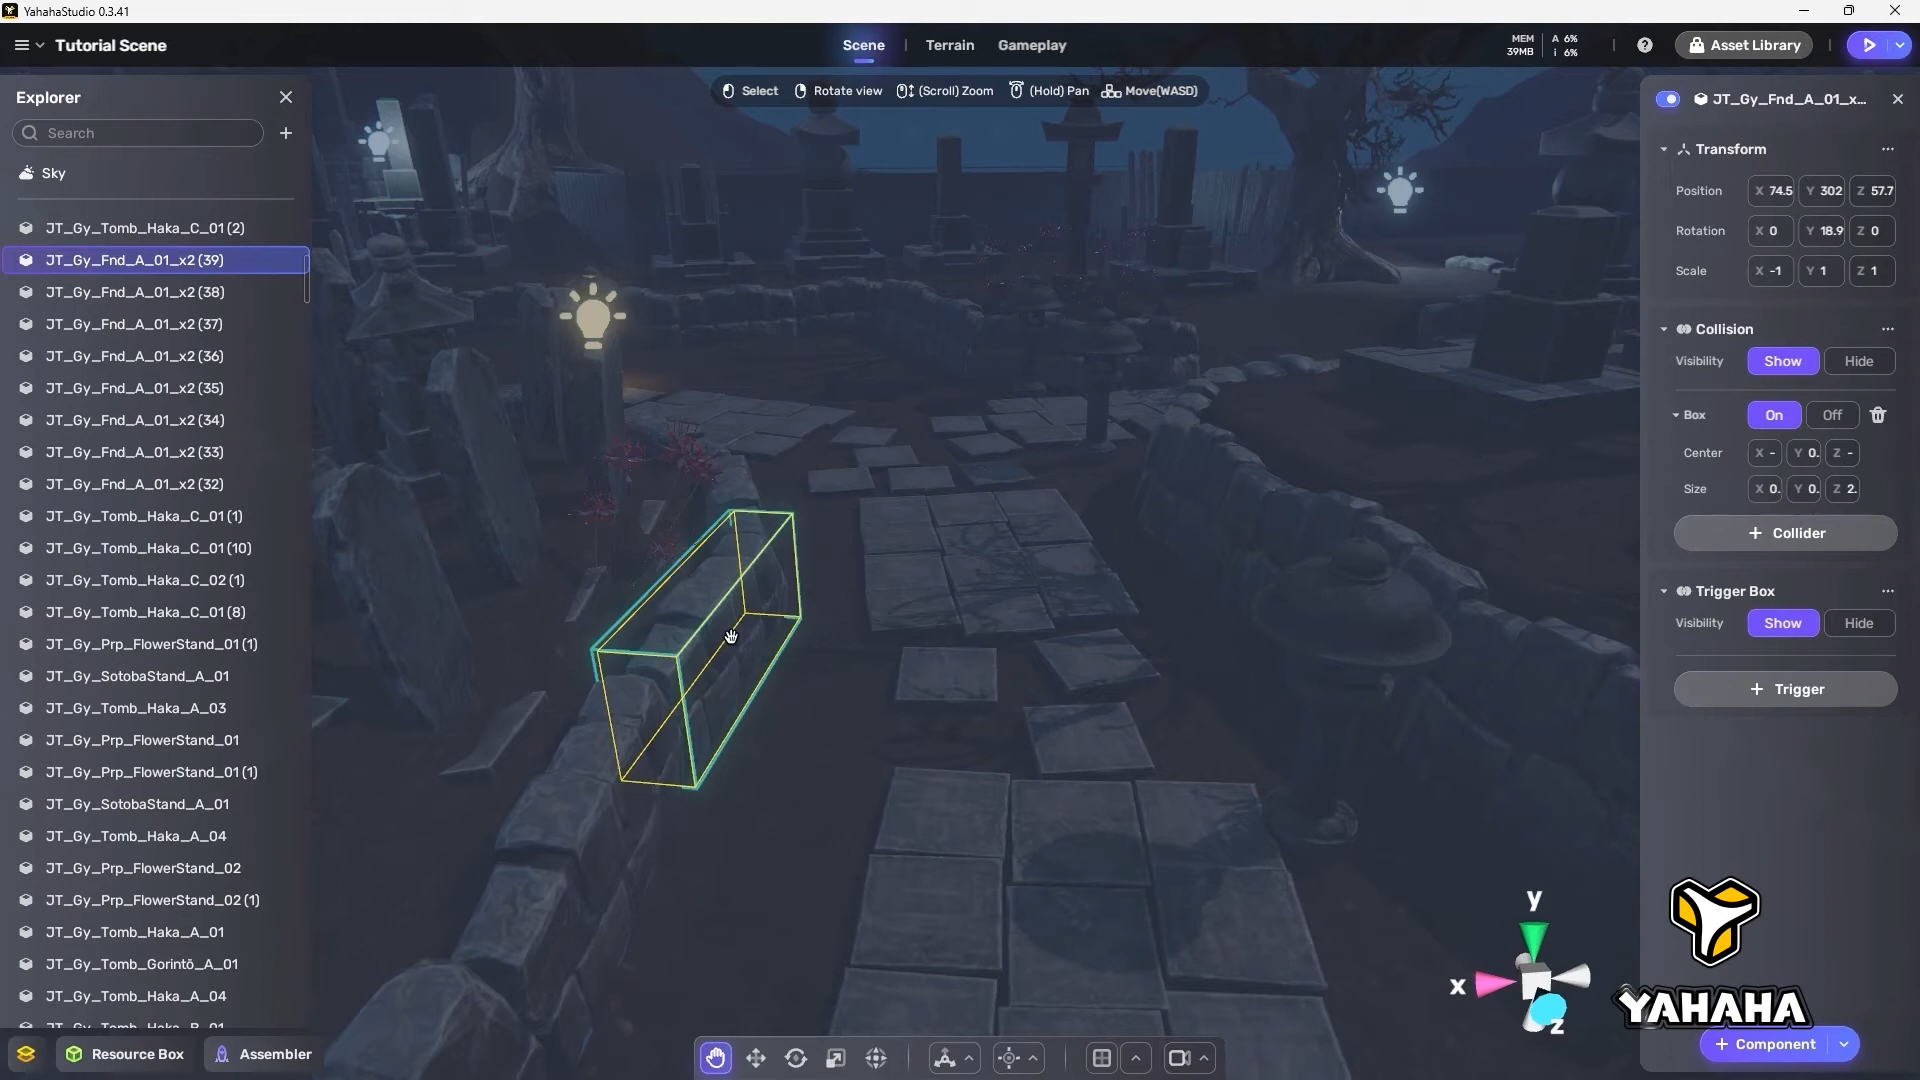 YahahaStudio 0.3.41
Tutorial Scene
Scene
Terrain
Gameplay
MEM
39MB
A 6%
i 6%
Asset Library
Explorer
Search
Sky
JT_Gy_Tomb_Haka_C_01 (2)
JT_Gy_Fnd_A_01_x2 (39)
JT_Gy_Fnd_A_01_x2 (38)
JT_Gy_Fnd_A_01_x2 (37)
JT_Gy_Fnd_A_01_x2 (36)
JT_Gy_Fnd_A_01_x2 (35)
JT_Gy_Fnd_A_01_x2 (34)
JT_Gy_Fnd_A_01_x2 (33)
JT_Gy_Fnd_A_01_x2 (32)
JT_Gy_Tomb_Haka_C_01 (1)
JT_Gy_Tomb_Haka_C_01 (10)
JT_Gy_Tomb_Haka_C_02 (1)
JT_Gy_Tomb_Haka_C_01 (8)
JT_Gy_Prp_FlowerStand_01 (1)
JT_Gy_SotobaStand_A_01
JT_Gy_Tomb_Haka_A_03
JT_Gy_Prp_FlowerStand_01
JT_Gy_Prp_FlowerStand_01 (1)
JT_Gy_SotobaStand_A_01
JT_Gy_Tomb_Haka_A_04
JT_Gy_Prp_FlowerStand_02
JT_Gy_Prp_FlowerStand_02 (1)
JT_Gy_Tomb_Haka_A_01
JT_Gy_Tomb_Gorintō_A_01
JT_Gy_Tomb_Haka_A_04
JT_Gy_Tomb_Haka_B_01
Resource Box
Assembler
Select
Rotate view
(Scroll) Zoom
(Hold) Pan
Move(WASD)
JT_Gy_Fnd_A_01_x...
Transform
Position X 74.5 Y 302 Z 57.7
Rotation X 0 Y 18.9 Z 0
Scale X -1 Y 1 Z 1
Collision
Visibility Show Hide
Box On Off
Center X - Y 0. Z -
Size X 0. Y 0. Z 2.
+ Collider
Trigger Box
Visibility Show Hide
+ Trigger
y
x
z
YAHAHA
+ Component